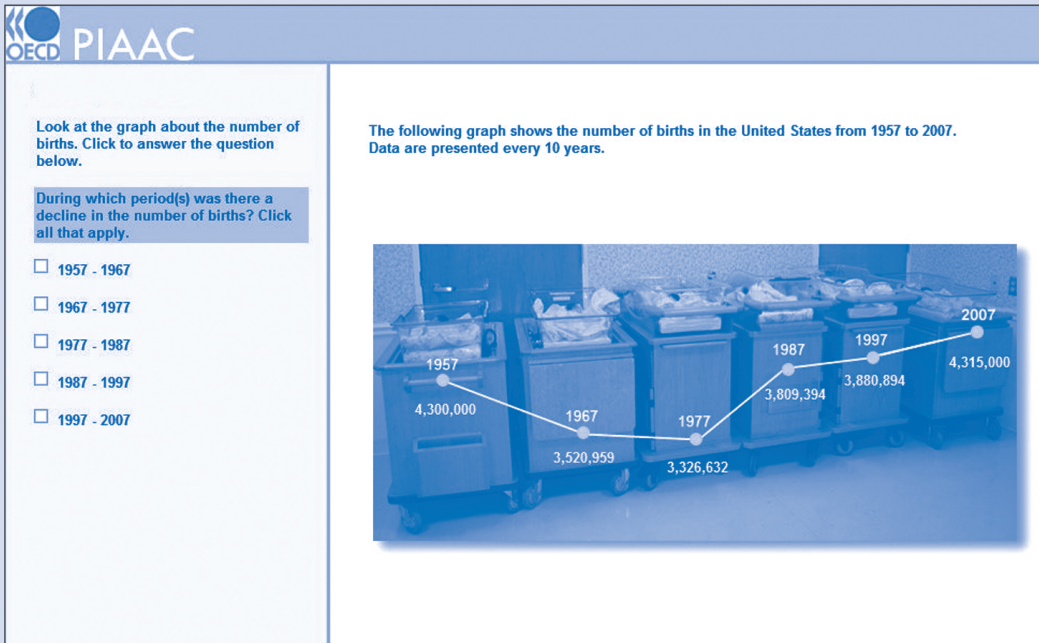 OECD PIAAC
Look at the graph about the number of
births. Click to answer the question
below.
During which period(s) was there a
decline in the number of births? Click
all that apply.
1957 - 1967
1967 - 1977
1977 - 1987
1987 - 1997
1997 - 2007
The following graph shows the number of births in the United States from 1957 to 2007.
Data are presented every 10 years.
1957
4,300,000
1967
3,520,959
1977
3,326,632
1987
3,809,394
1997
3,880,894
2007
4,315,000